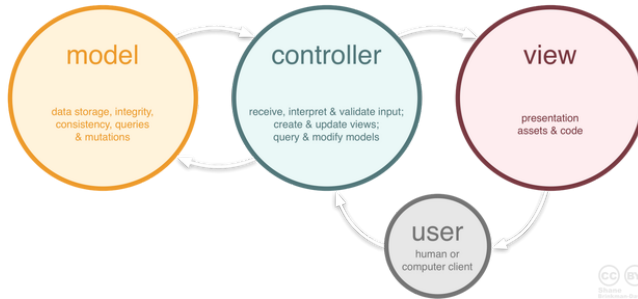 model
data storage, integrity,
consistency, queries
& mutations
controller
receive, interpret & validate input;
create & update views;
query & modify models
view
presentation
assets & code
user
human or
computer client
cc